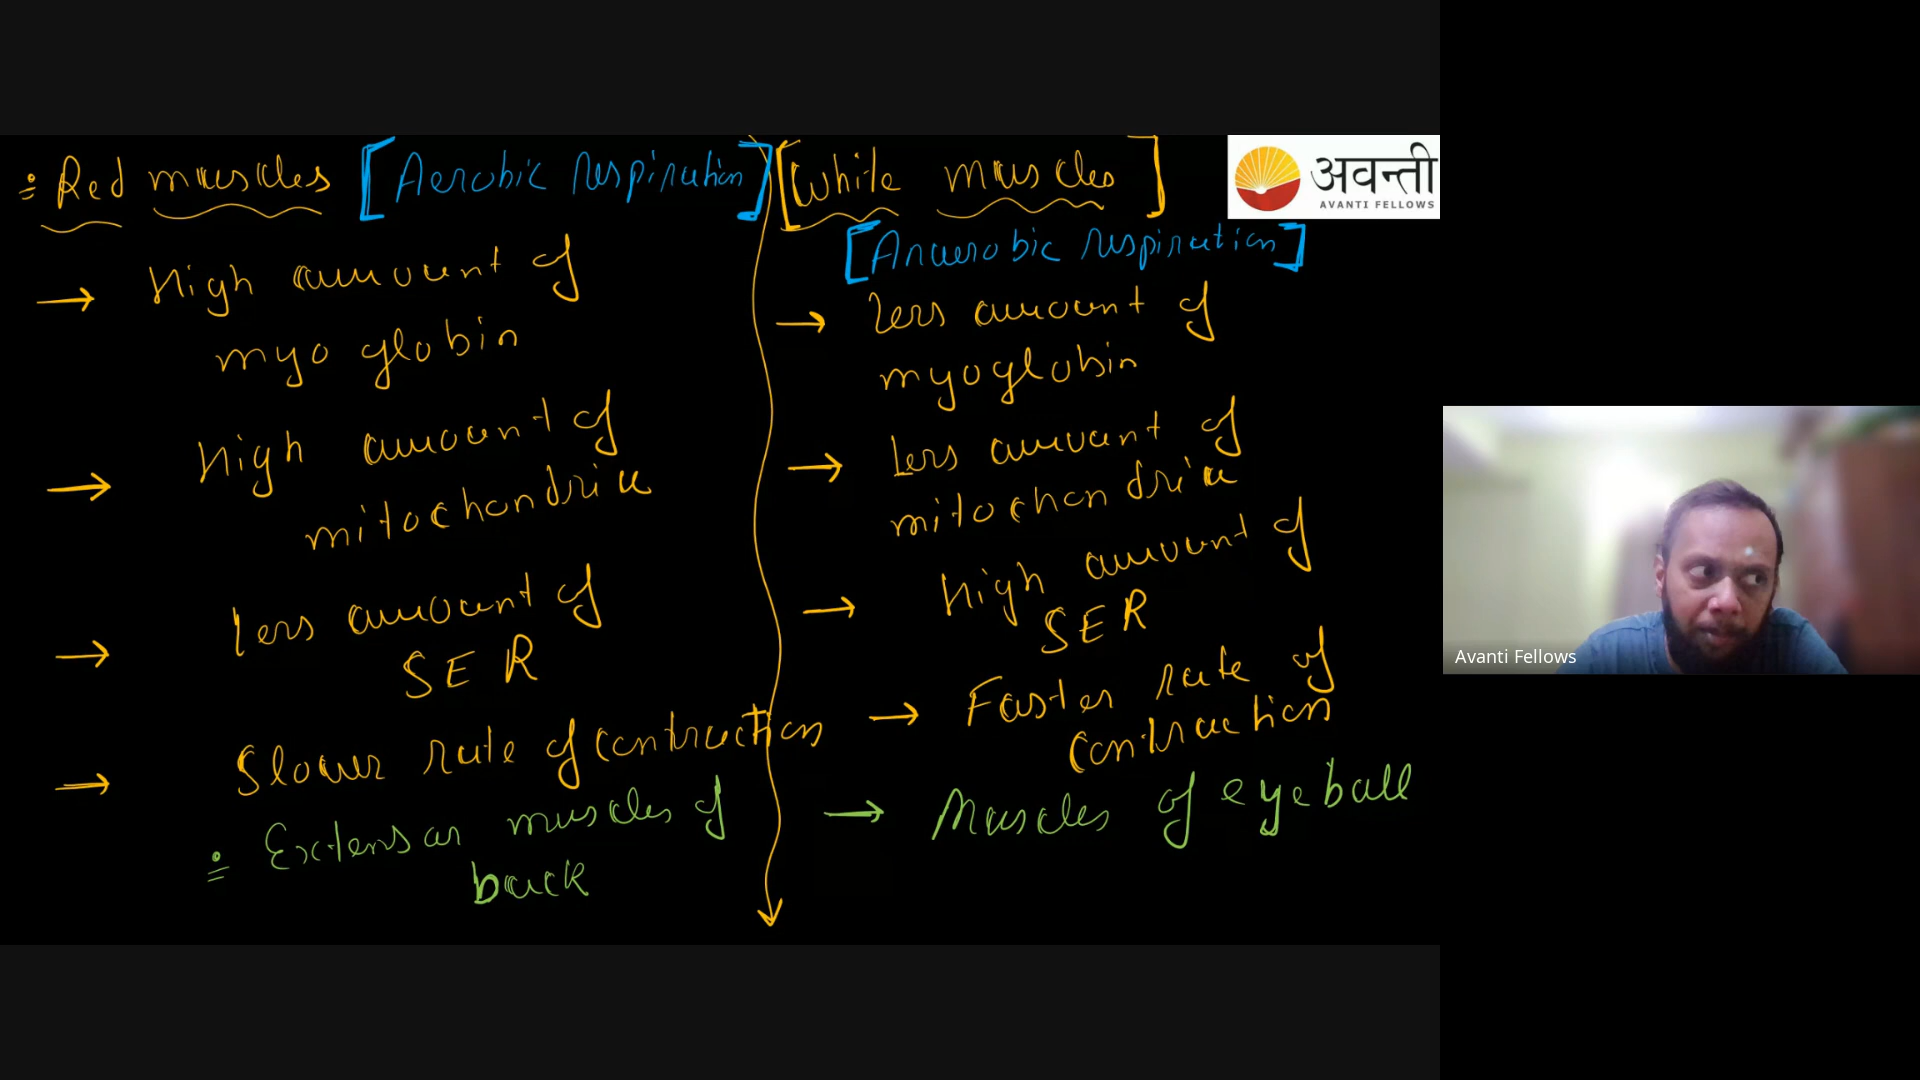 Red muscles [Aerobic respiration]
→ High amount of
myoglobin
→ High amount of
mitochondria
→ less amount of
SER
→ Slower rate of contraction
Extensor muscles of
back
[White muscles]
[Anaerobic respiration]
→ less amount of
myoglobin
→ Less amount of
mitochondria
→ High amount of
SER
→ Faster rate of
contraction
→ Muscles of eyeball
अवन्ती
AVANTI FELLOWS
Avanti Fellows